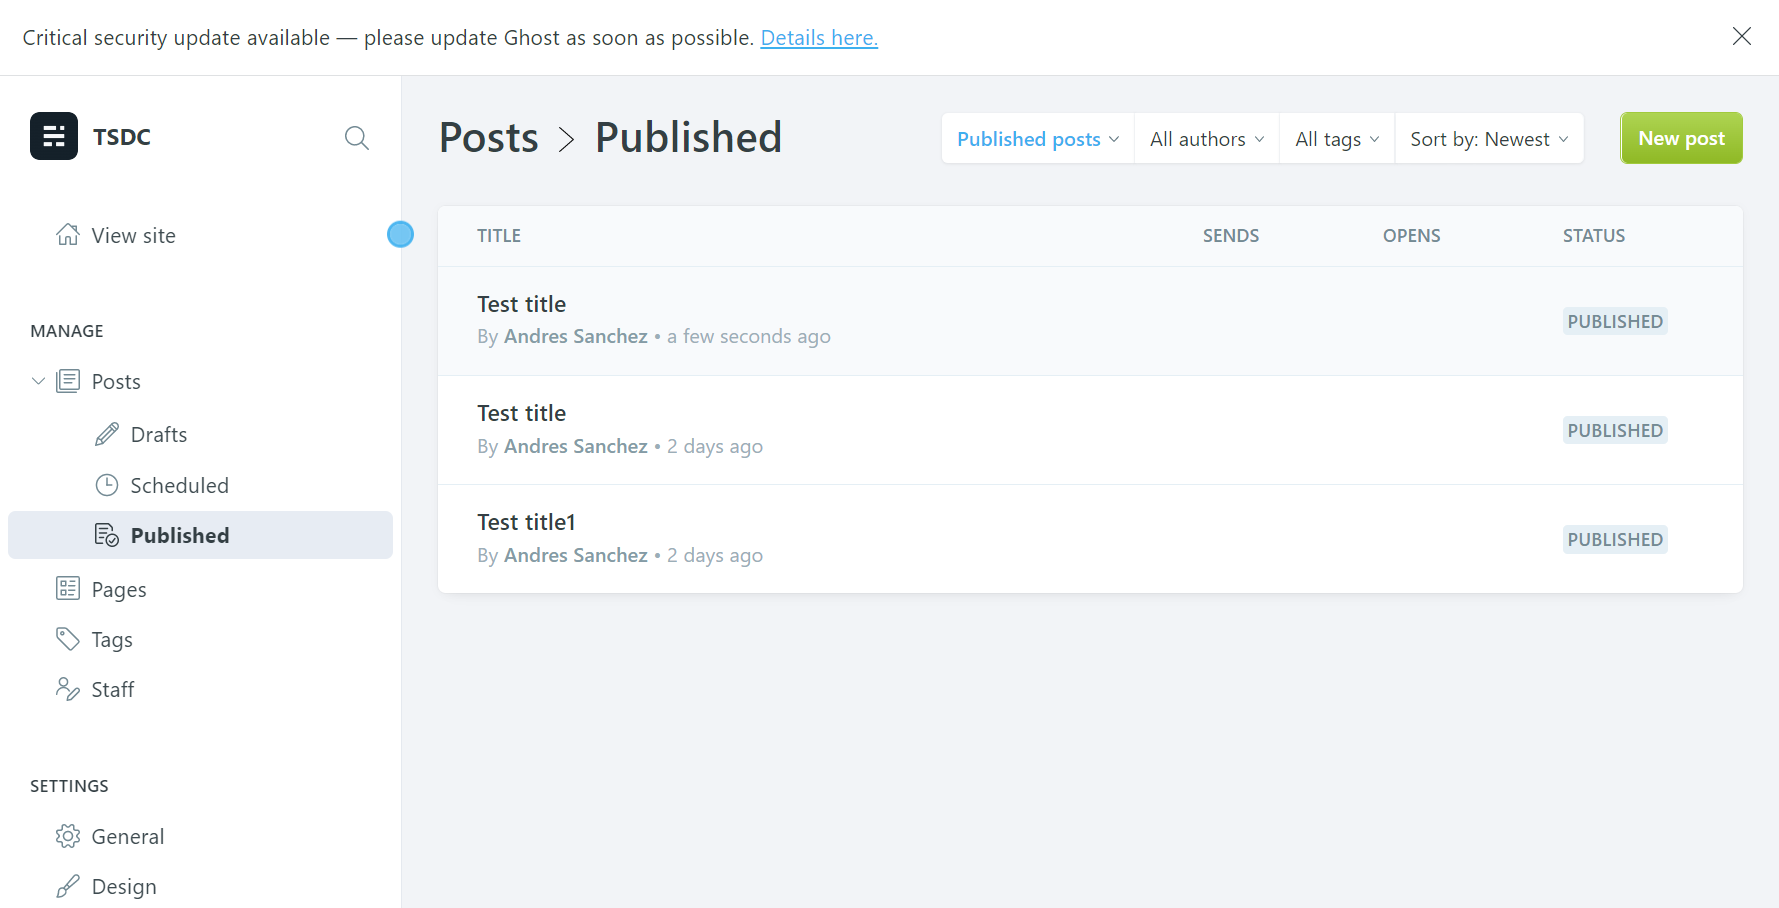 Critical security update available — please update Ghost as soon as possible. Details here.
TSDC
View site
MANAGE
Posts
Drafts
Scheduled
Published
Pages
Tags
Staff
SETTINGS
General
Design
Posts > Published
Published posts
All authors
All tags
Sort by: Newest
New post
TITLE SENDS OPENS STATUS
Test title
By Andres Sanchez • a few seconds ago
PUBLISHED
Test title
By Andres Sanchez • 2 days ago
PUBLISHED
Test title1
By Andres Sanchez • 2 days ago
PUBLISHED